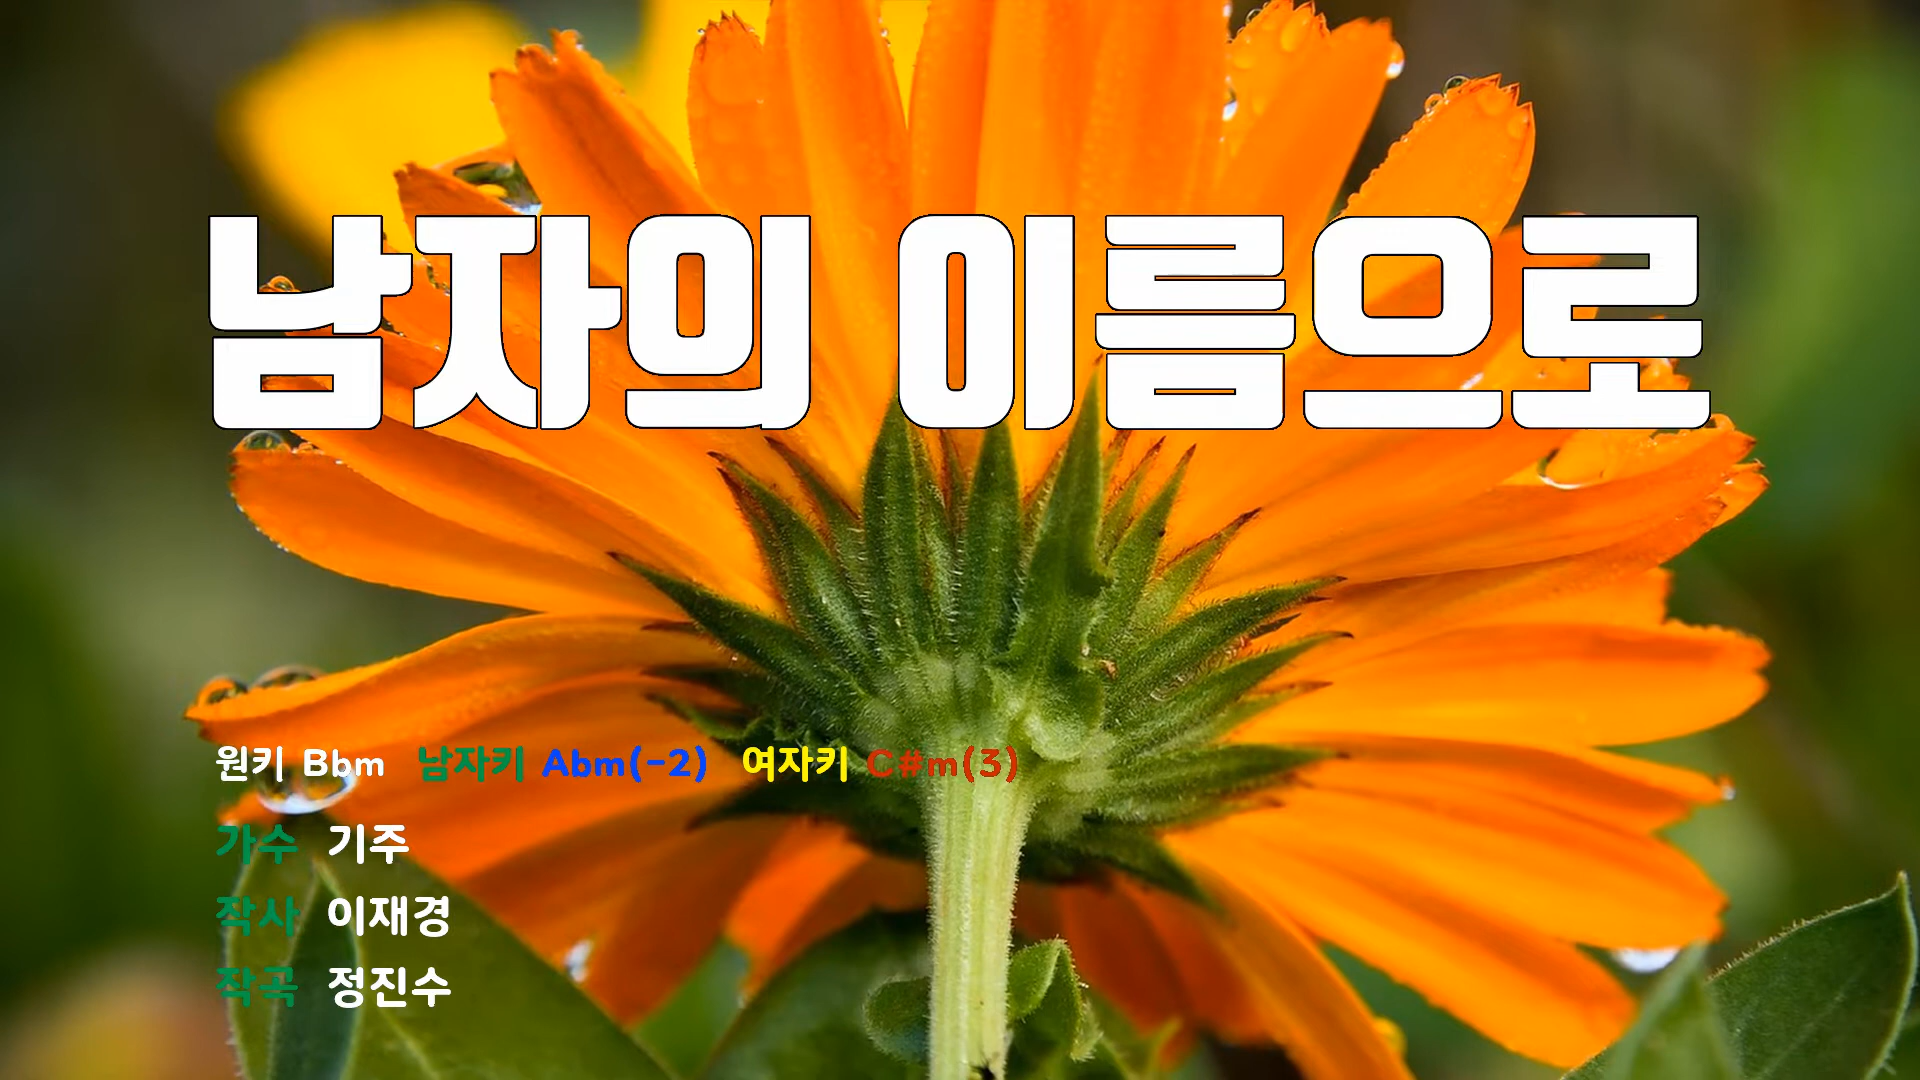 남자의 이름으로
원키 Bbm 남자키 Abm(-2) 여자키 C#m(3)
가수 기주
작사 이재경
작곡 정진수